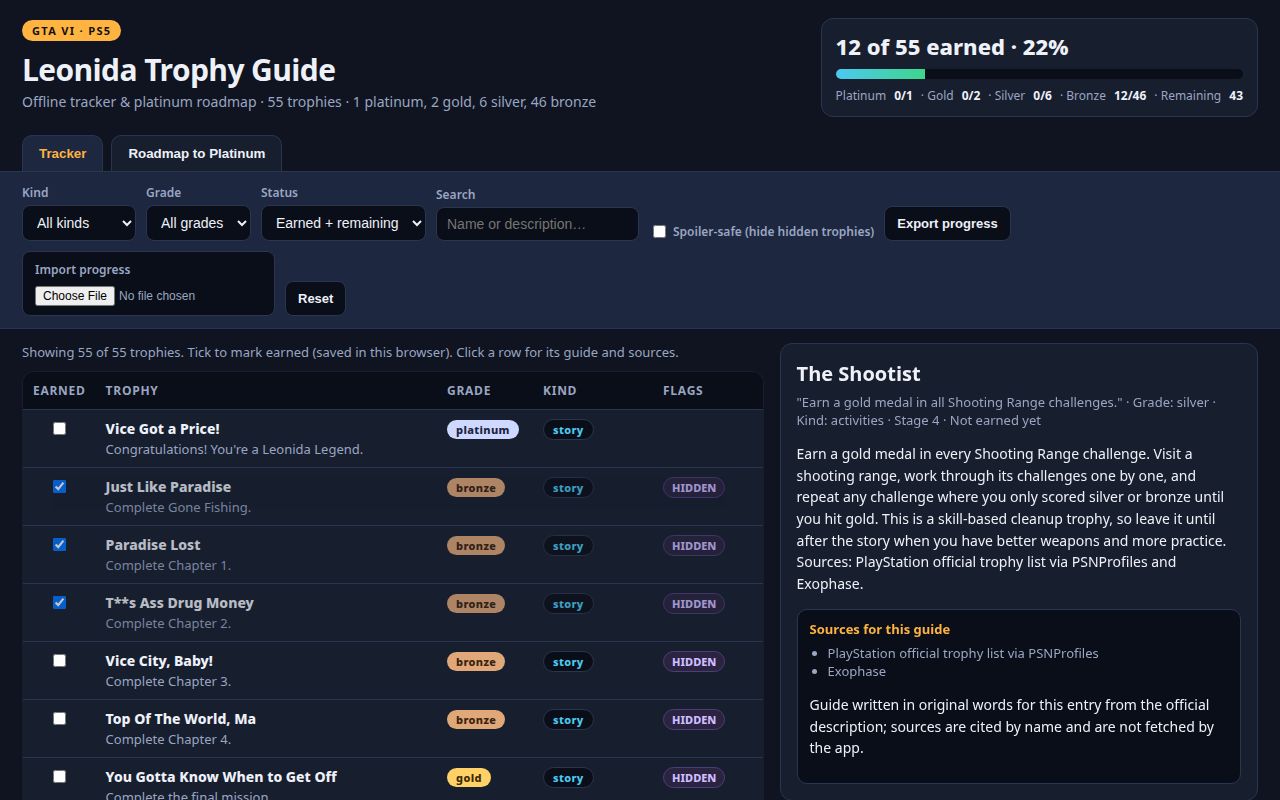 GTA VI · PS5
Leonida Trophy Guide
Offline tracker & platinum roadmap · 55 trophies · 1 platinum, 2 gold, 6 silver, 46 bronze
12 of 55 earned · 22%
Platinum 0/1 · Gold 0/2 · Silver 0/6 · Bronze 12/46 · Remaining 43
Tracker
Roadmap to Platinum
Kind
All kinds
Grade
All grades
Status
Earned + remaining
Search
Name or description…
Spoiler-safe (hide hidden trophies)
Export progress
Import progress
Choose File No file chosen
Reset
Showing 55 of 55 trophies. Tick to mark earned (saved in this browser). Click a row for its guide and sources.
EARNED TROPHY GRADE KIND FLAGS
Vice Got a Price! platinum story
Congratulations! You're a Leonida Legend.
Just Like Paradise bronze story HIDDEN
Complete Gone Fishing.
Paradise Lost bronze story HIDDEN
Complete Chapter 1.
T**s Ass Drug Money bronze story HIDDEN
Complete Chapter 2.
Vice City, Baby! bronze story HIDDEN
Complete Chapter 3.
Top Of The World, Ma bronze story HIDDEN
Complete Chapter 4.
You Gotta Know When to Get Off gold story HIDDEN
Complete the final mission.
The Shootist
"Earn a gold medal in all Shooting Range challenges." · Grade: silver ·
Kind: activities · Stage 4 · Not earned yet
Earn a gold medal in every Shooting Range challenge. Visit a
shooting range, work through its challenges one by one, and
repeat any challenge where you only scored silver or bronze until
you hit gold. This is a skill-based cleanup trophy, so leave it until
after the story when you have better weapons and more practice.
Sources: PlayStation official trophy list via PSNProfiles and
Exophase.
Sources for this guide
PlayStation official trophy list via PSNProfiles
Exophase
Guide written in original words for this entry from the official
description; sources are cited by name and are not fetched by
the app.